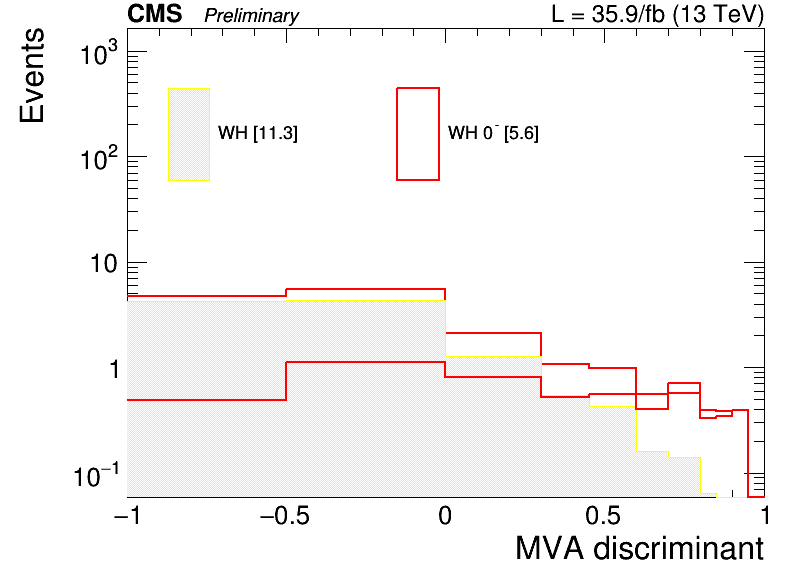 CMS Preliminary L = 35.9/fb (13 TeV)
Events
10³
10²
10
1
10⁻¹
WH [11.3]
WH 0⁻ [5.6]
−1 −0.5 0 0.5 1
MVA discriminant